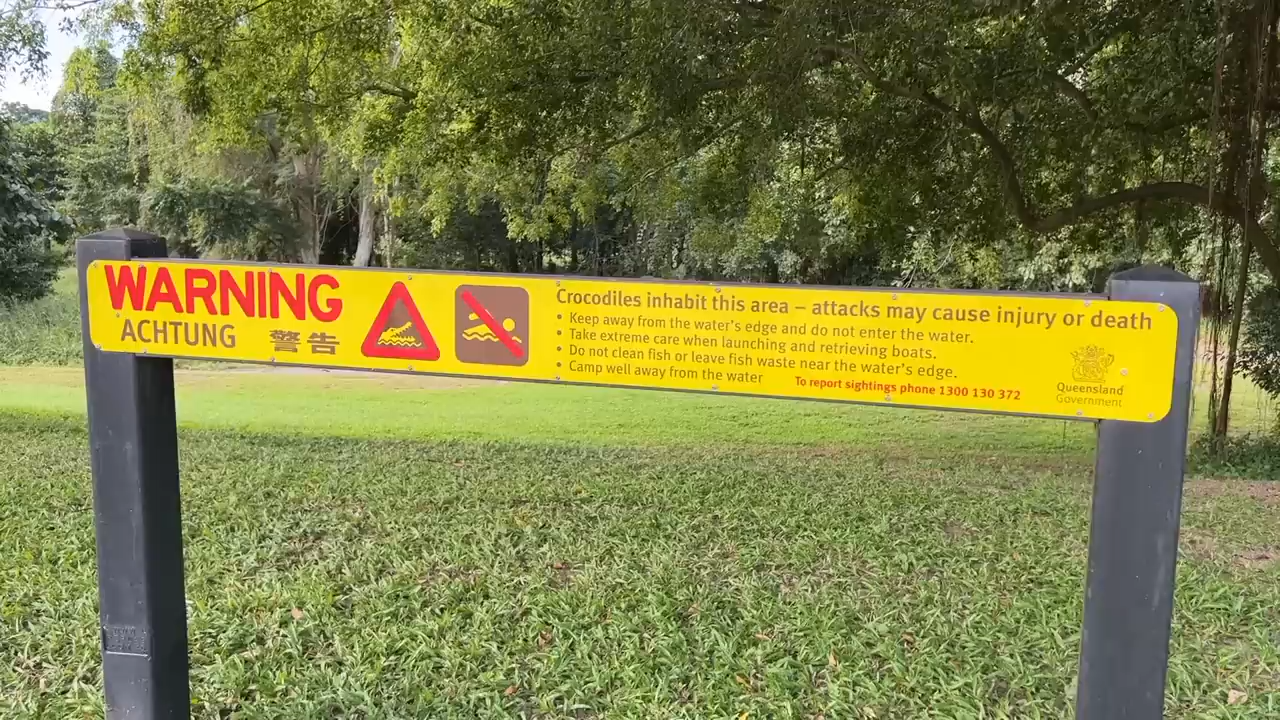 WARNING
ACHTUNG 警告
Crocodiles inhabit this area – attacks may cause injury or death
• Keep away from the water's edge and do not enter the water.
• Take extreme care when launching and retrieving boats.
• Do not clean fish or leave fish waste near the water's edge.
• Camp well away from the water
To report sightings phone 1300 130 372
Queensland
Government